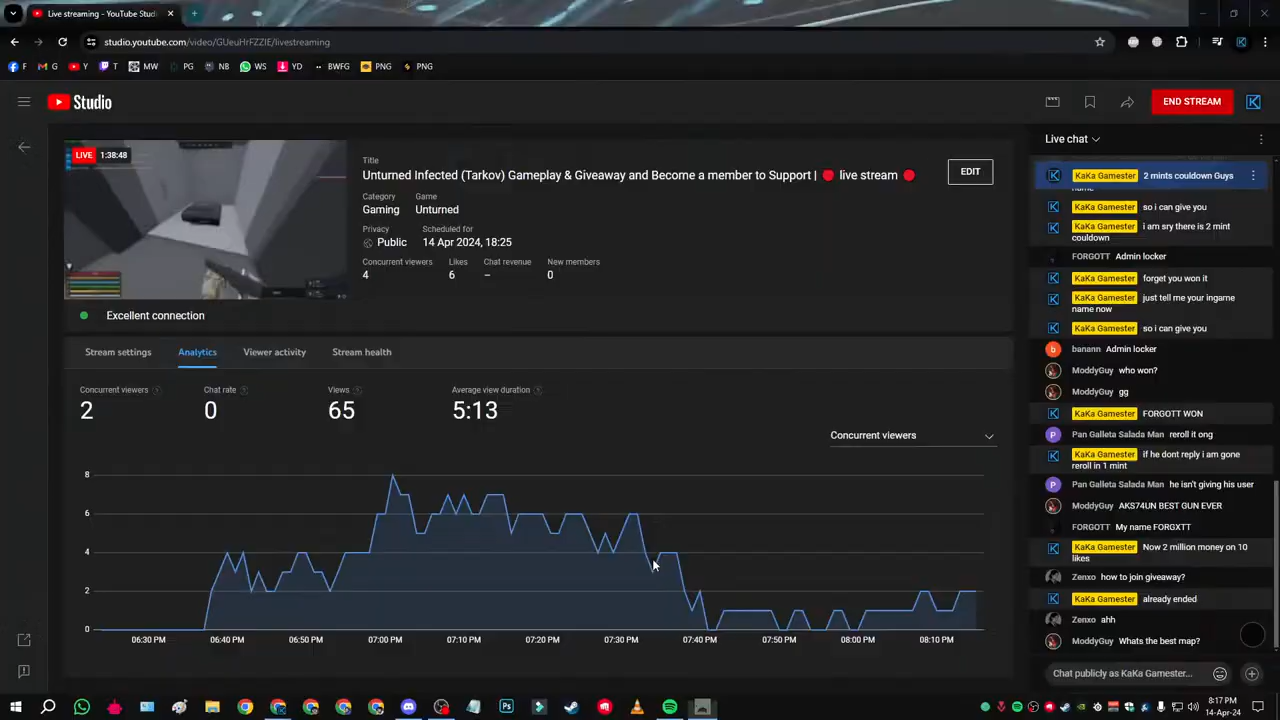 Live streaming - YouTube Stud
studio.youtube.com/video/GUeuHrFZZIE/livestreaming
F
G
Y
T
MW
PG
NB
WS
YD
BWFG
PNG
PNG
Studio
END STREAM
LIVE 1:38:48
Title
Unturned Infected (Tarkov) Gameplay & Giveaway and Become a member to Support | 🔴 live stream 🔴
EDIT
Category Game
Gaming Unturned
Privacy Scheduled for
Public 14 Apr 2024, 18:25
Concurrent viewers Likes Chat revenue New members
4 6 – 0
Excellent connection
Stream settings Analytics Viewer activity Stream health
Concurrent viewers Chat rate Views Average view duration
2 0 65 5:13
Concurrent viewers
8
6
4
2
0
06:30 PM 06:40 PM 06:50 PM 07:00 PM 07:10 PM 07:20 PM 07:30 PM 07:40 PM 07:50 PM 08:00 PM 08:10 PM
Live chat
KaKa Gamester 2 mints couldown Guys
name
KaKa Gamester so i can give you
KaKa Gamester i am sry there is 2 mint
couldown
FORGOTT Admin locker
KaKa Gamester forget you won it
KaKa Gamester just tell me your ingame
name now
KaKa Gamester so i can give you
banann Admin locker
ModdyGuy who won?
ModdyGuy gg
KaKa Gamester FORGOTT WON
Pan Galleta Salada Man reroll it ong
KaKa Gamester if he dont reply i am gone
reroll in 1 mint
Pan Galleta Salada Man he isn't giving his user
ModdyGuy AKS74UN BEST GUN EVER
FORGOTT My name FORGXTT
KaKa Gamester Now 2 million money on 10
likes
Zenxo how to join giveaway?
KaKa Gamester already ended
Zenxo ahh
ModdyGuy Whats the best map?
Chat publicly as KaKa Gamester...
8:17 PM
14-Apr-24